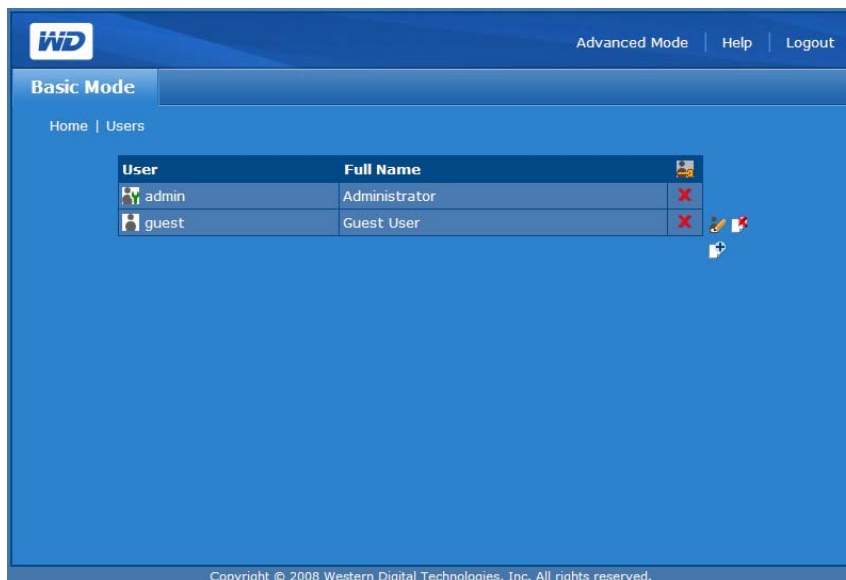 WD
Advanced Mode | Help | Logout
Basic Mode
Home | Users
User Full Name
admin Administrator
guest Guest User
Copyright © 2008 Western Digital Technologies, Inc. All rights reserved.